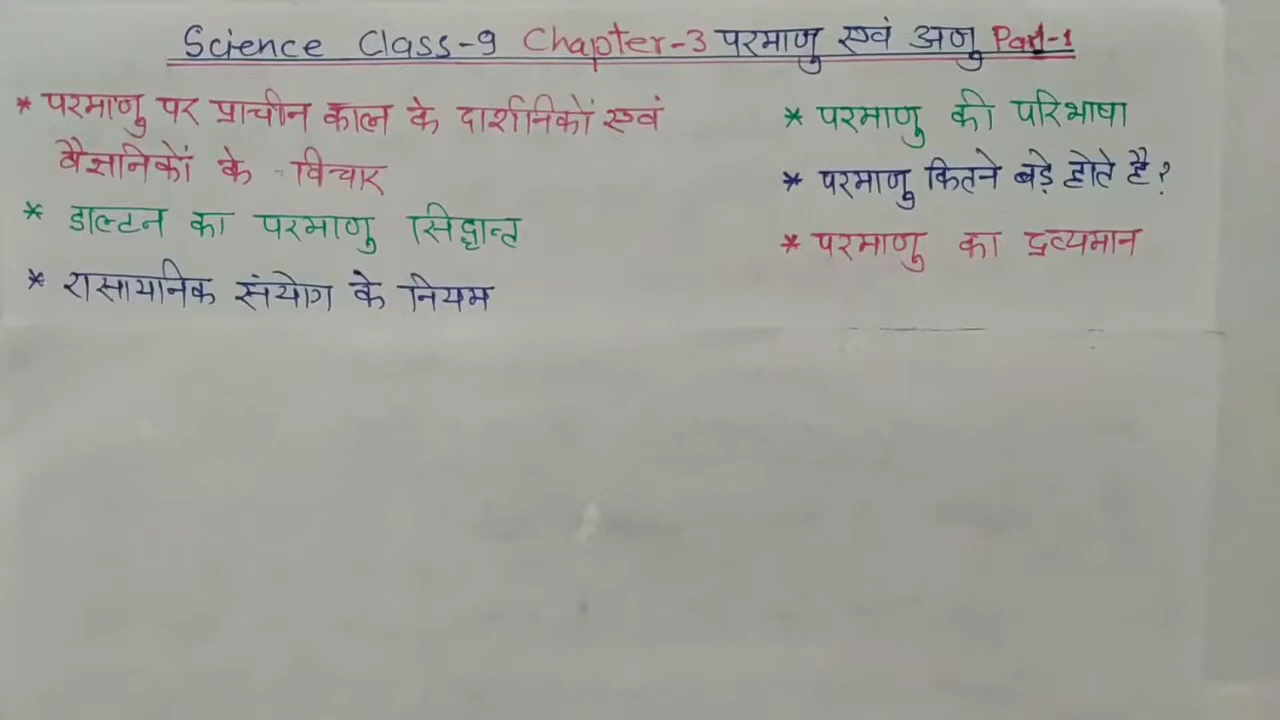 Science Class-9 Chapter-3 परमाणु एवं अणु Part-1
* परमाणु पर प्राचीन काल के दार्शनिकों एवं
वैज्ञानिकों के विचार
* डाल्टन का परमाणु सिद्धान्त
* रासायनिक संयोग के नियम
* परमाणु की परिभाषा
* परमाणु कितने बड़े होते है?
* परमाणु का द्रव्यमान